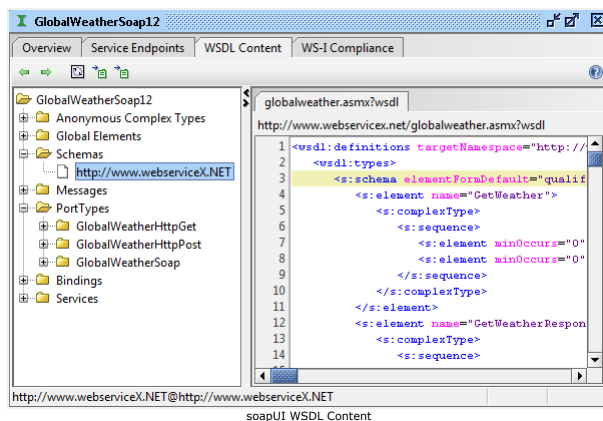 GlobalWeatherSoap12
Overview Service Endpoints WSDL Content WS-I Compliance
GlobalWeatherSoap12
Anonymous Complex Types
Global Elements
Schemas
http://www.webserviceX.NET
Messages
PortTypes
GlobalWeatherHttpGet
GlobalWeatherHttpPost
GlobalWeatherSoap
Bindings
Services
globalweather.asmx?wsdl
http://www.webservicex.net/globalweather.asmx?wsdl
1 <wsdl:definitions targetNamespace="http://
2 <wsdl:types>
3 <s:schema elementFormDefault="qualif
4 <s:element name="GetWeather">
5 <s:complexType>
6 <s:sequence>
7 <s:element minOccurs="0"
8 <s:element minOccurs="0"
9 </s:sequence>
10 </s:complexType>
11 </s:element>
12 <s:element name="GetWeatherRespon
13 <s:complexType>
14 <s:sequence>
http://www.webserviceX.NET@http://www.webserviceX.NET
soapUI WSDL Content